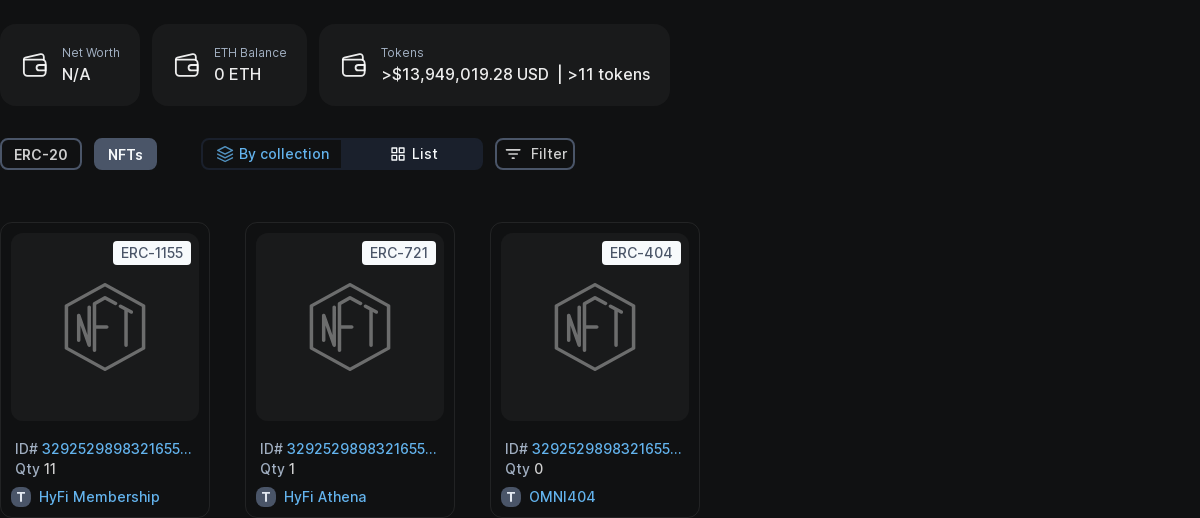 Net Worth
N/A
ETH Balance
0 ETH
Tokens
>$13,949,019.28 USD | >11 tokens
ERC-20
NFTs
By collection
List
Filter
ERC-1155
NFT
ID# 3292529898321655...
Qty 11
T HyFi Membership
ERC-721
NFT
ID# 3292529898321655...
Qty 1
T HyFi Athena
ERC-404
NFT
ID# 3292529898321655...
Qty 0
T OMNI404